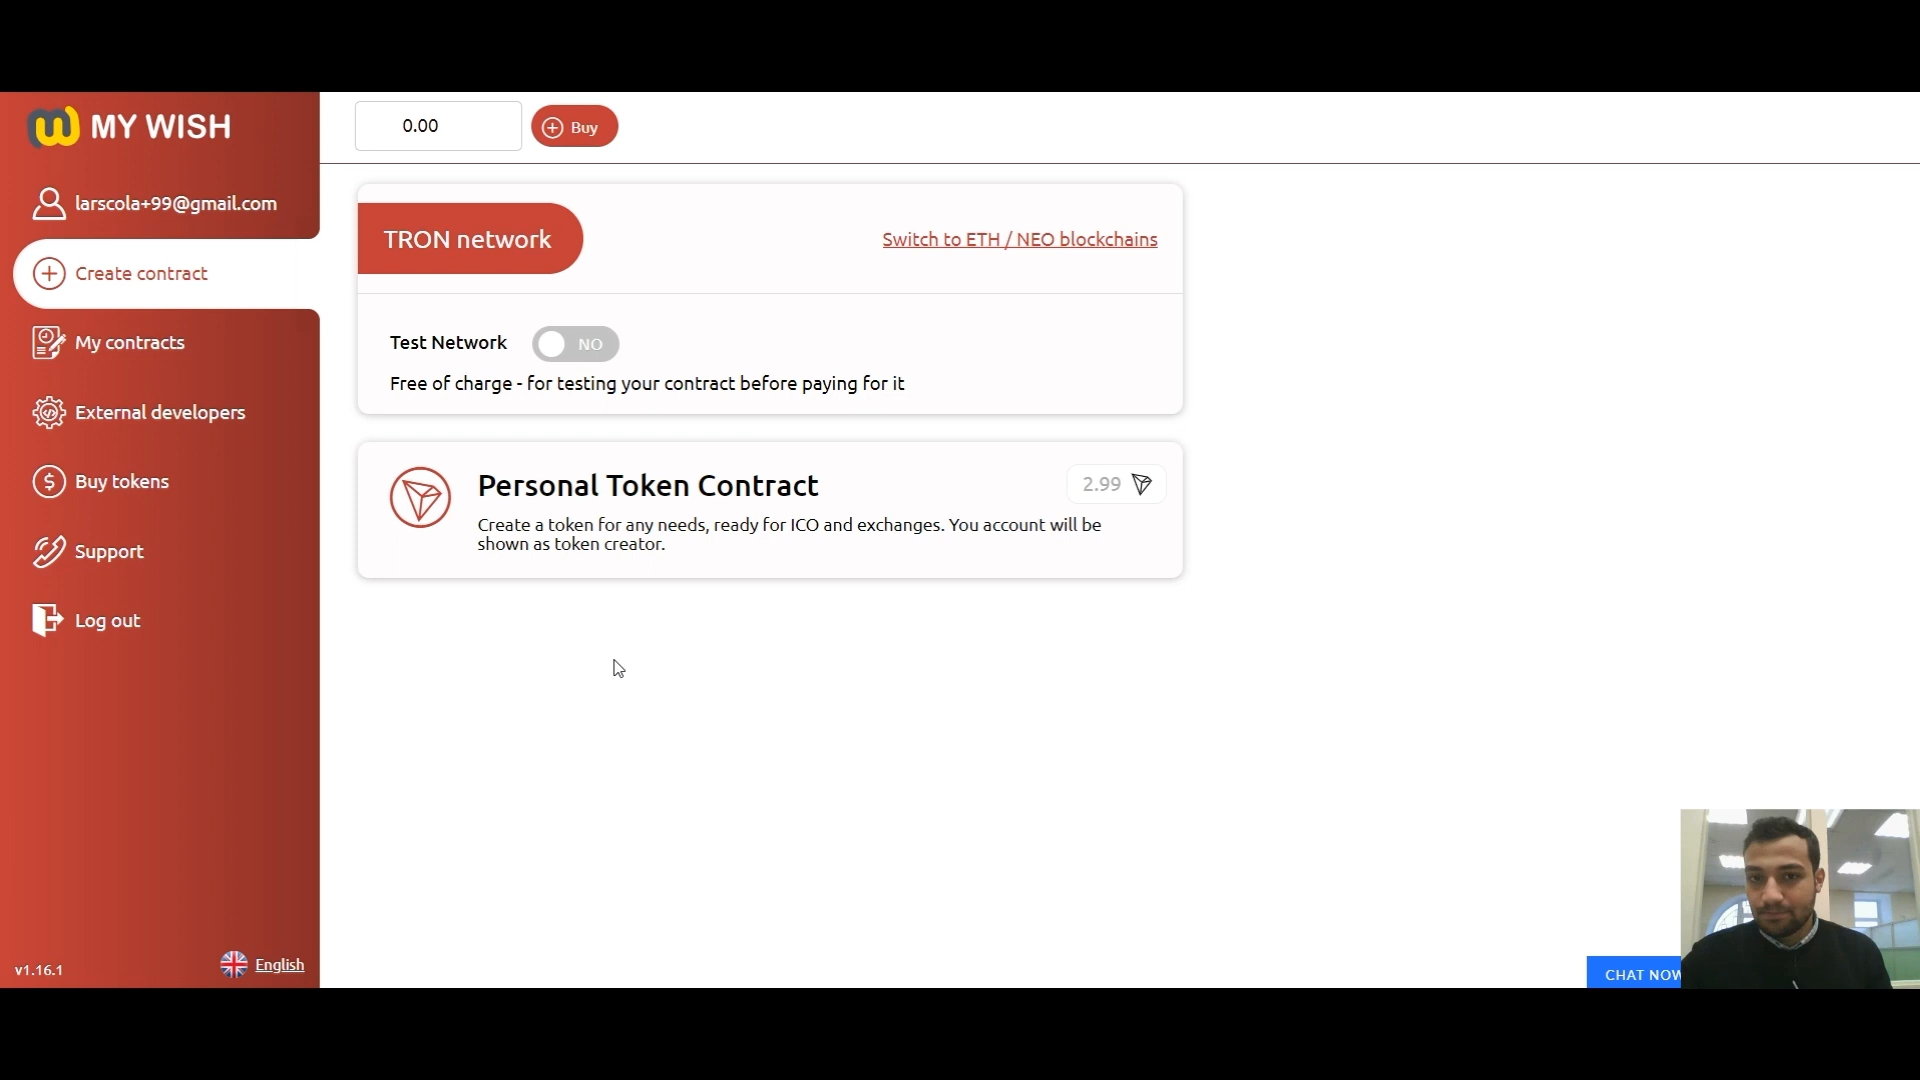 MY WISH
larscola+99@gmail.com
Create contract
My contracts
External developers
Buy tokens
Support
Log out
v1.16.1
English
0.00
Buy
TRON network
Switch to ETH / NEO blockchains
Test Network
NO
Free of charge - for testing your contract before paying for it
Personal Token Contract
2.99
Create a token for any needs, ready for ICO and exchanges. You account will be
shown as token creator.
CHAT NOW